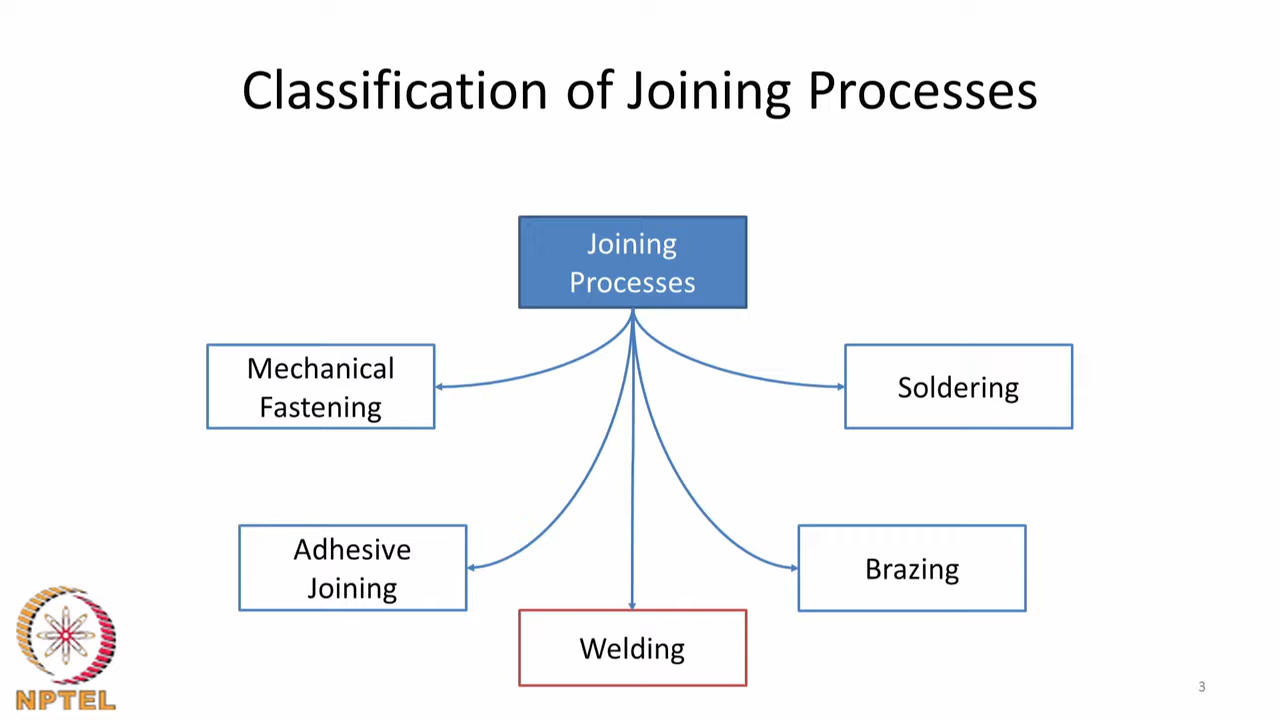 Classification of Joining Processes
Joining
Processes
Mechanical
Fastening
Soldering
Adhesive
Joining
Brazing
Welding
NPTEL
3